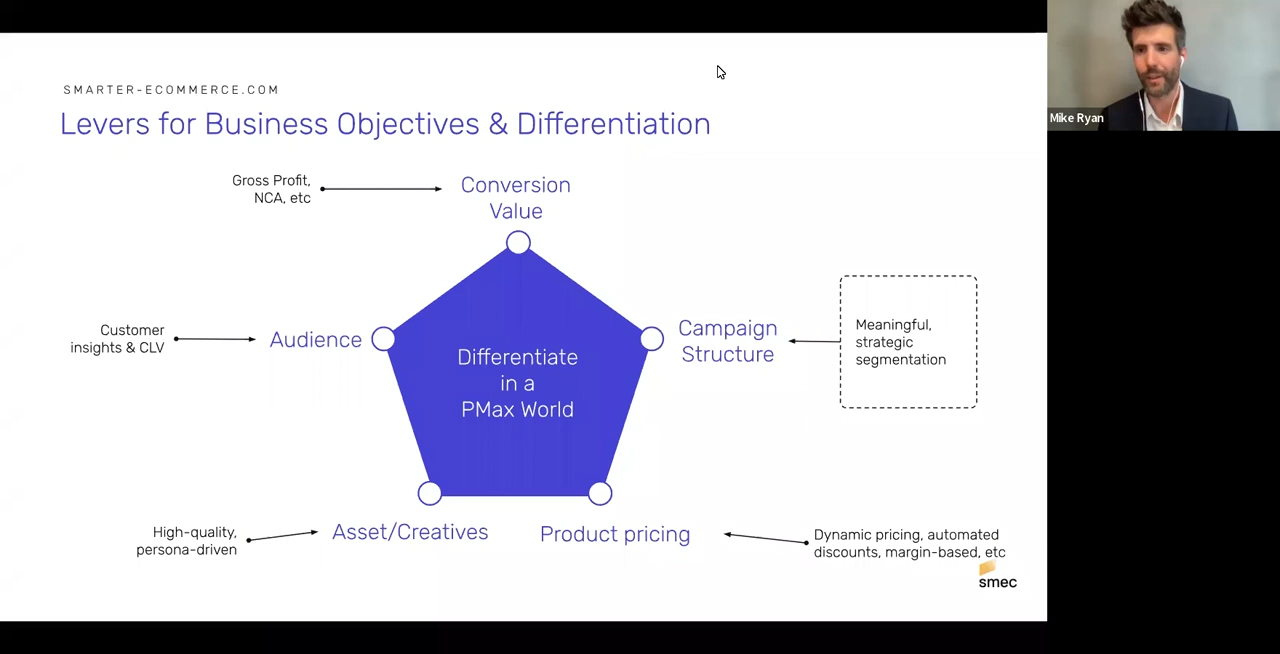 SMARTER-ECOMMERCE.COM
Levers for Business Objectives & Differentiation
Mike Ryan
Gross Profit,
NCA, etc
Conversion
Value
Customer
insights & CLV
Audience
Differentiate
in a
PMax World
Campaign
Structure
Meaningful,
strategic
segmentation
High-quality,
persona-driven
Asset/Creatives
Product pricing
Dynamic pricing, automated
discounts, margin-based, etc
smec